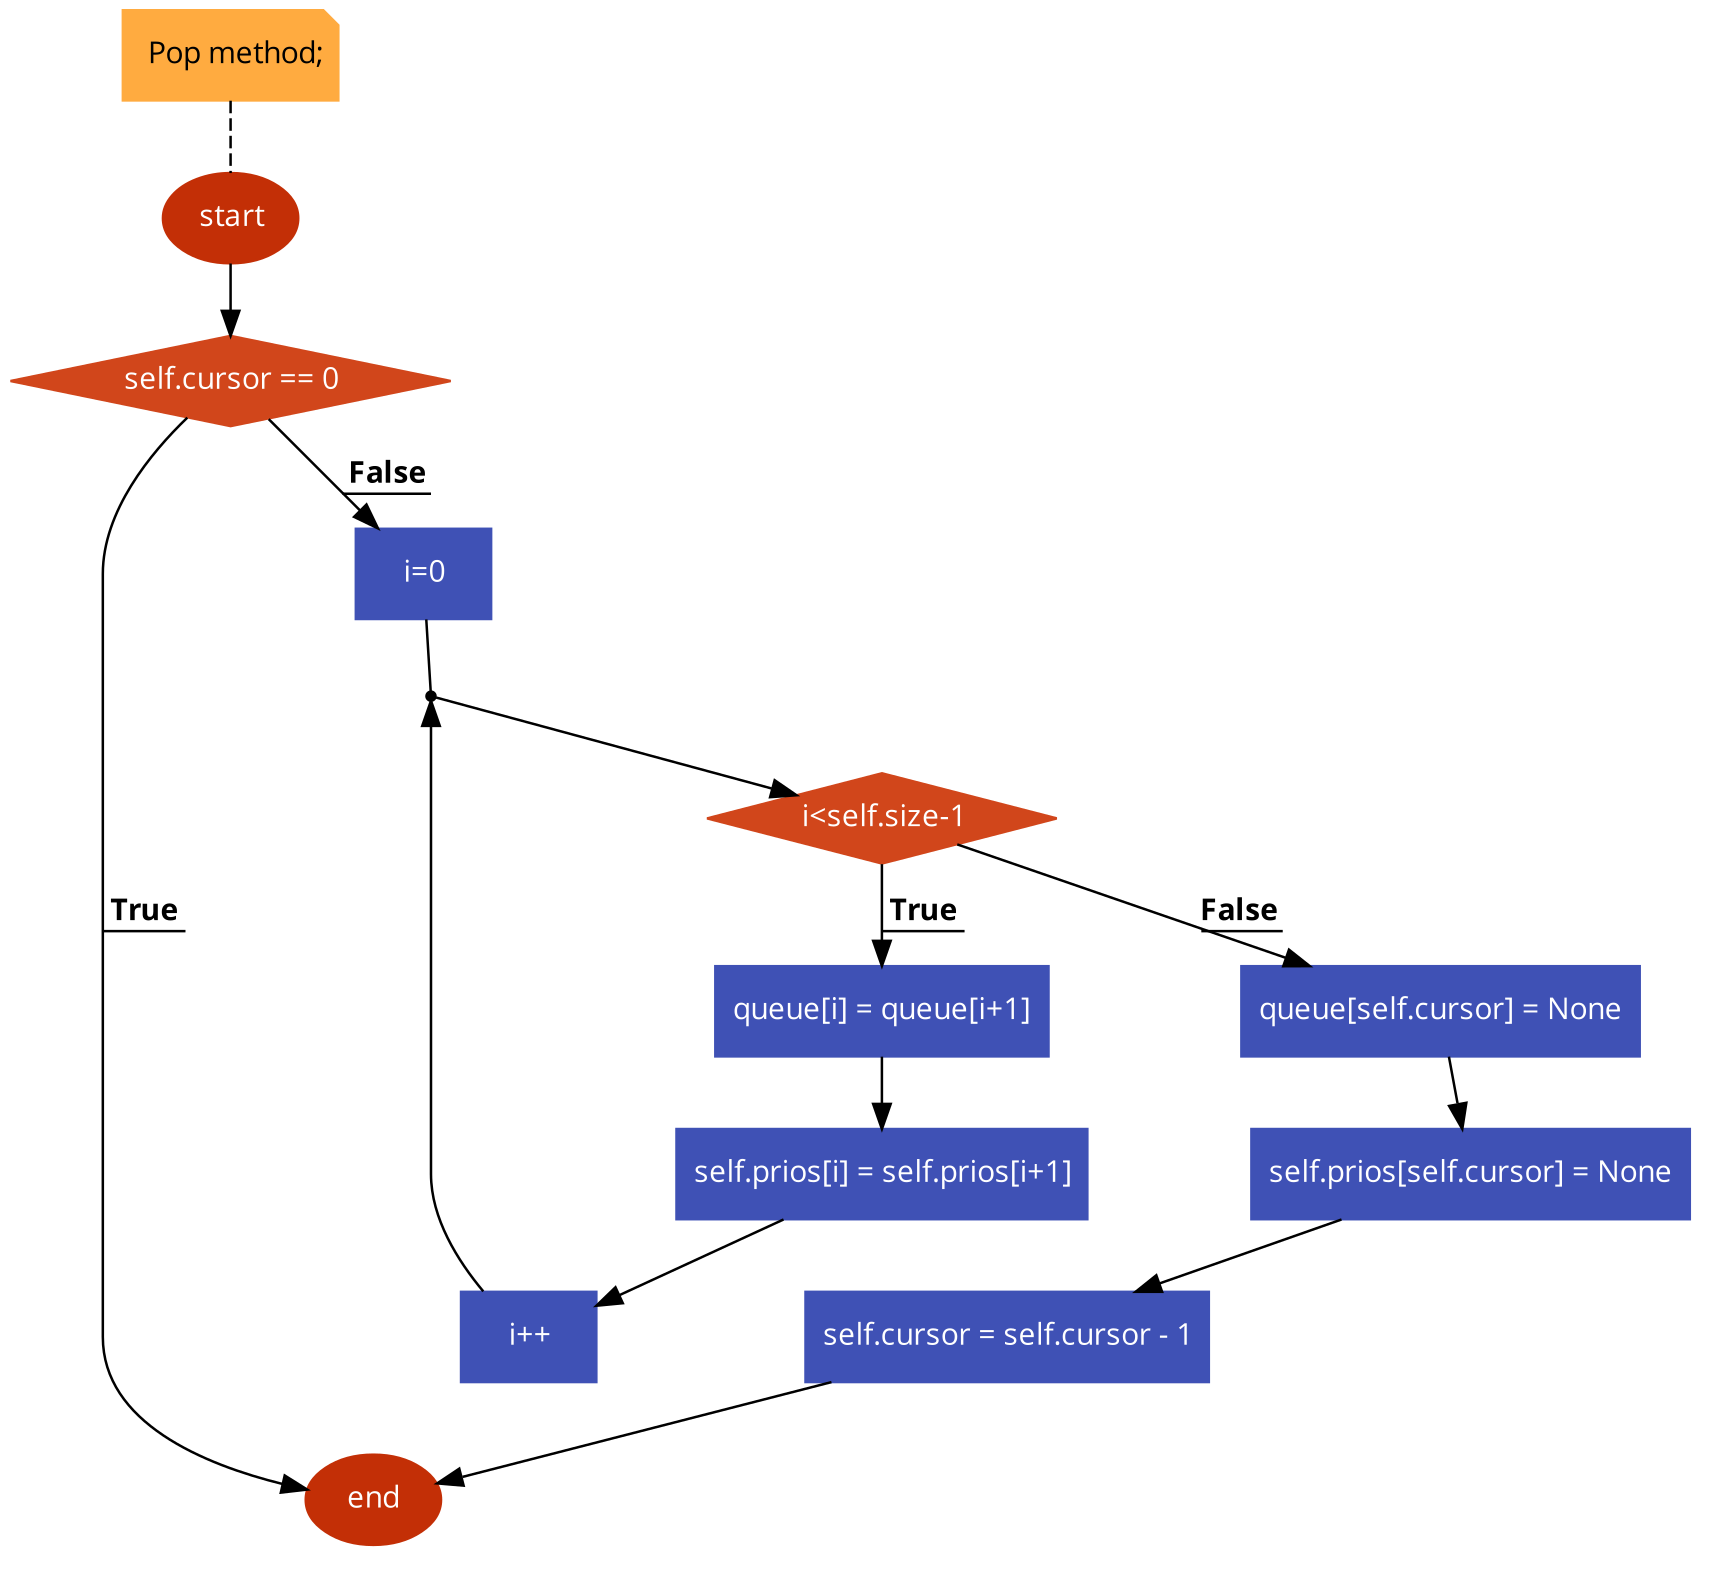 Pop method;
start
self.cursor == 0
False
i=0
i<self.size-1
True
True
False
queue[i] = queue[i+1]
queue[self.cursor] = None
self.prios[i] = self.prios[i+1]
self.prios[self.cursor] = None
i++
self.cursor = self.cursor - 1
end